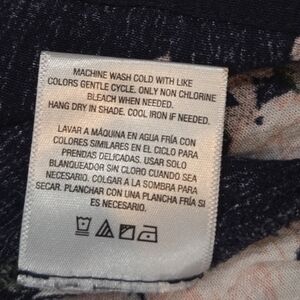 MACHINE WASH COLD WITH LIKE
COLORS GENTLE CYCLE. ONLY NON CHLORINE
BLEACH WHEN NEEDED.
HANG DRY IN SHADE. COOL IRON IF NEEDED.
LAVAR A MÁQUINA EN AGUA FRÍA CON
COLORES SIMILARES EN EL CICLO PARA
PRENDAS DELICADAS. USAR SOLO
BLANQUEADOR SIN CLORO CUANDO SEA
NECESARIO. COLGAR A LA SOMBRA PARA
SECAR. PLANCHAR CON UNA PLANCHA FRÍA SI
ES NECESARIO.